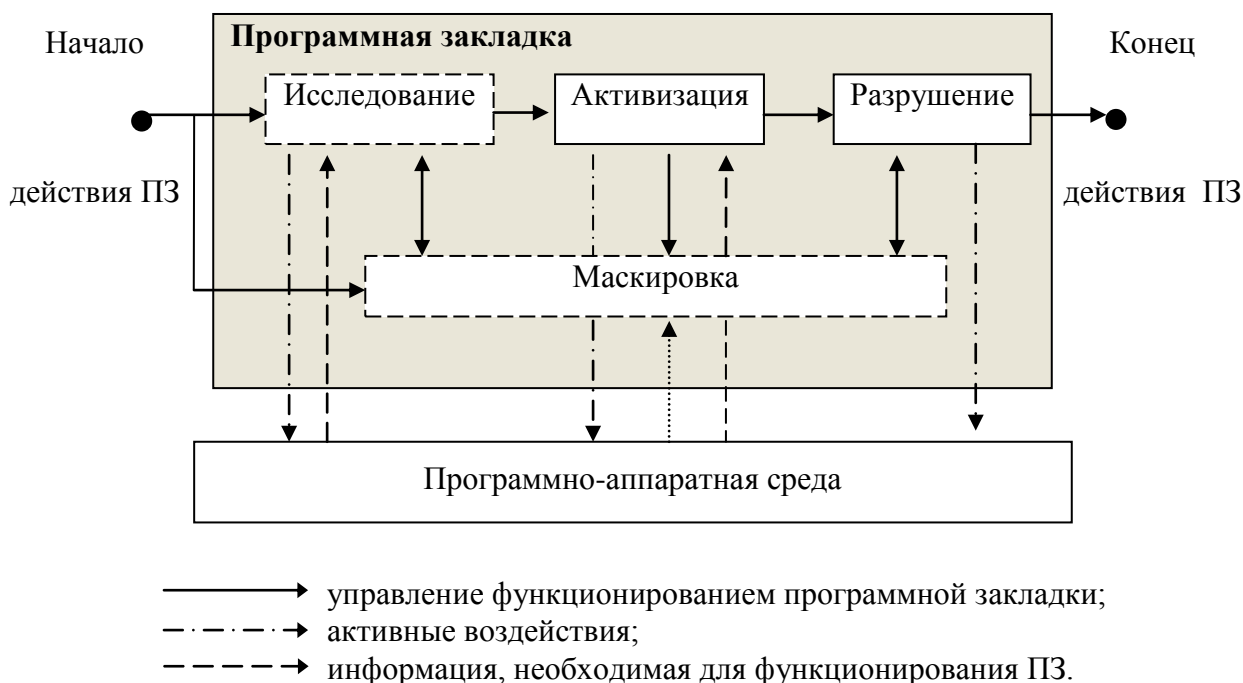 Начало
Программная закладка
Конец
Исследование
Активизация
Разрушение
действия ПЗ
действия ПЗ
Маскировка
Программно-аппаратная среда
управление функционированием программной закладки;
активные воздействия;
информация, необходимая для функционирования ПЗ.